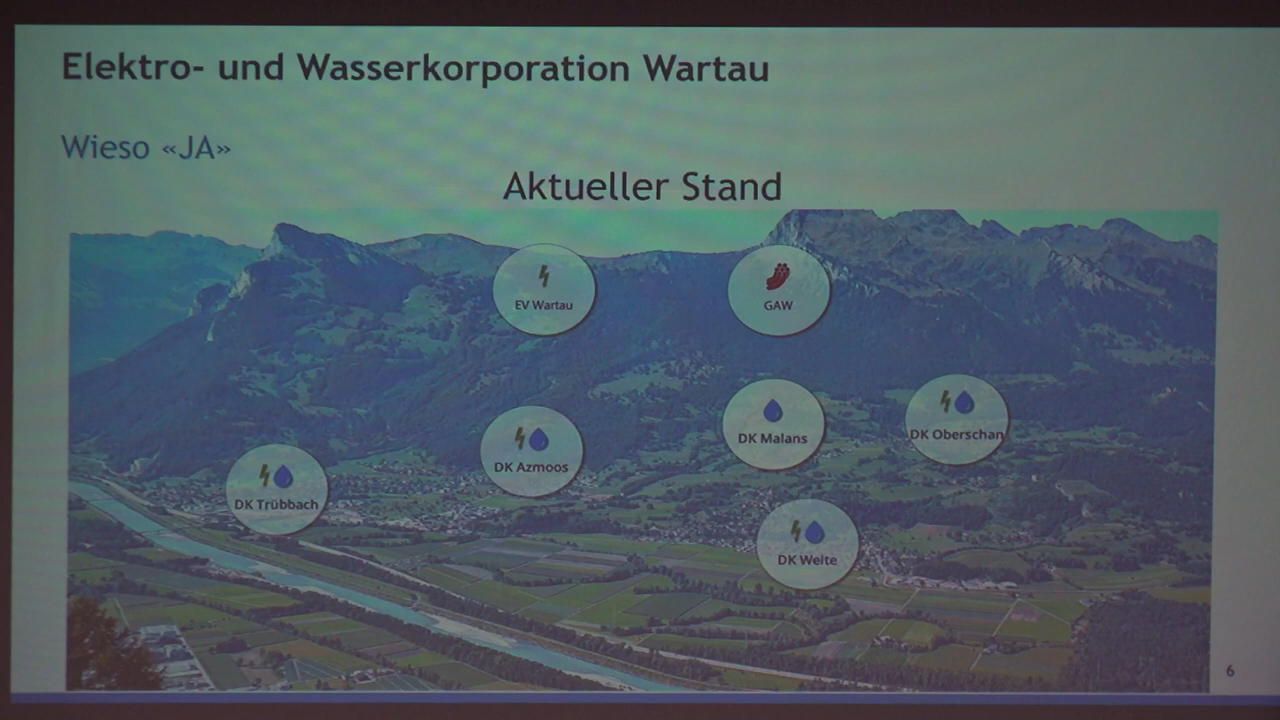 Elektro- und Wasserkorporation Wartau
Wieso «JA»
Aktueller Stand
EV Wartau
GAW
DK Malans
DK Oberschan
DK Azmoos
DK Trübbach
DK Weite
6